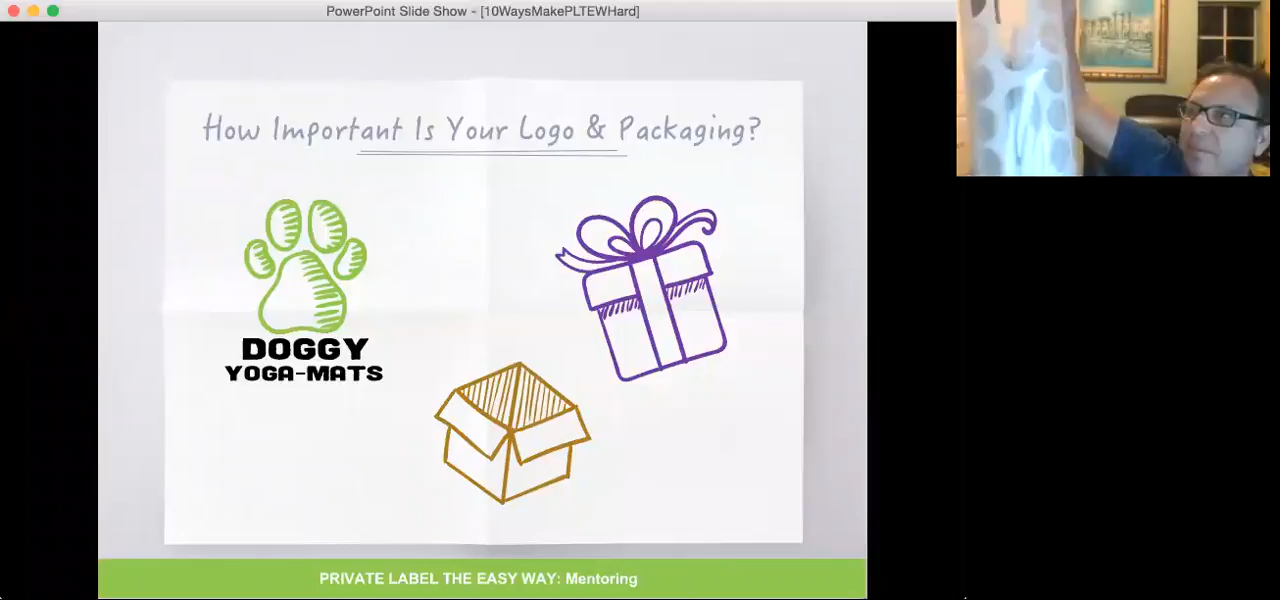 PowerPoint Slide Show - [10WaysMakePLTEWHard]
How Important Is Your Logo & Packaging?
DOGGY
YOGA-MATS
PRIVATE LABEL THE EASY WAY: Mentoring